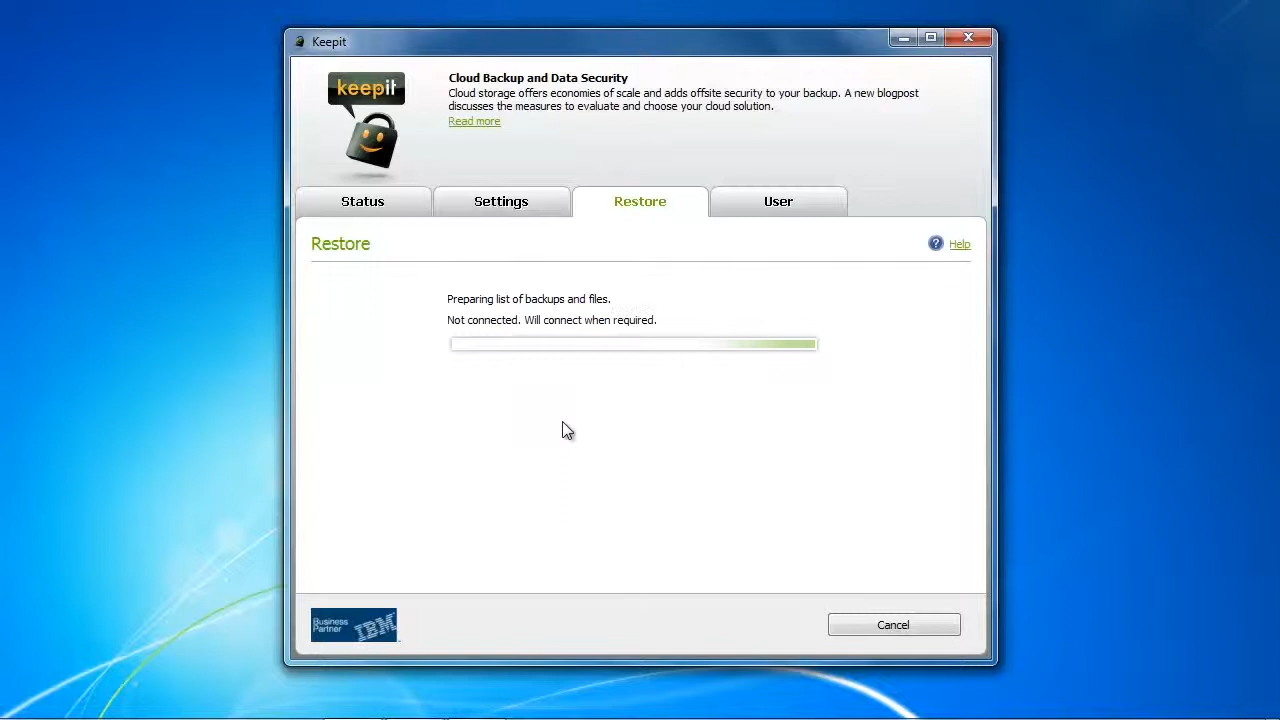 Keepit
keepit
Cloud Backup and Data Security
Cloud storage offers economies of scale and adds offsite security to your backup. A new blogpost
discusses the measures to evaluate and choose your cloud solution.
Read more
Status Settings Restore User
Restore
? Help
Preparing list of backups and files.
Not connected. Will connect when required.
Business
Partner IBM
Cancel